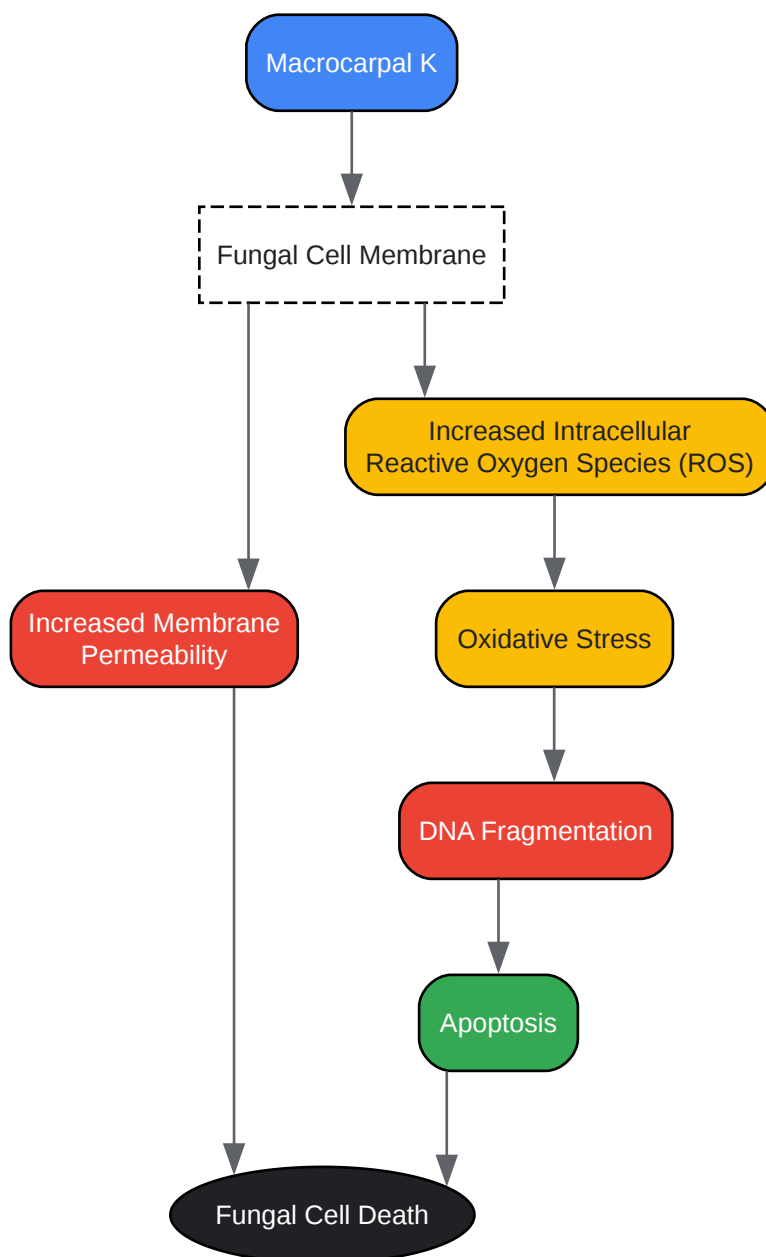 Macrocarpal K
Fungal Cell Membrane
Increased Intracellular
Reactive Oxygen Species (ROS)
Increased Membrane
Permeability
Oxidative Stress
DNA Fragmentation
Apoptosis
Fungal Cell Death